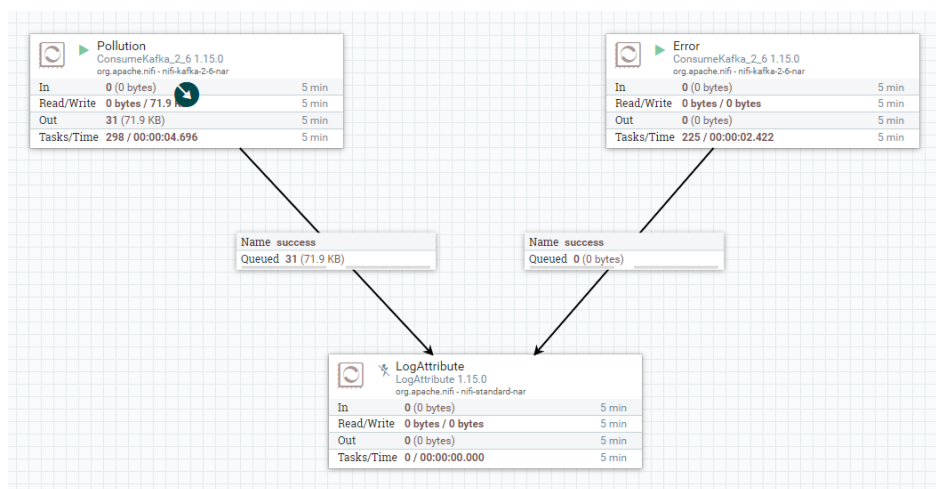 Pollution
ConsumeKafka_2_6 1.15.0
org.apache.nifi - nifi-kafka-2-6-nar
In 0 (0 bytes) 5 min
Read/Write 0 bytes / 71.9 5 min
Out 31 (71.9 KB) 5 min
Tasks/Time 298 / 00:00:04.696 5 min
Error
ConsumeKafka_2_6 1.15.0
org.apache.nifi - nifi-kafka-2-6-nar
In 0 (0 bytes) 5 min
Read/Write 0 bytes / 0 bytes 5 min
Out 0 (0 bytes) 5 min
Tasks/Time 225 / 00:00:02.422 5 min
Name success
Queued 31 (71.9 KB)
Name success
Queued 0 (0 bytes)
LogAttribute
LogAttribute 1.15.0
org.apache.nifi - nifi-standard-nar
In 0 (0 bytes) 5 min
Read/Write 0 bytes / 0 bytes 5 min
Out 0 (0 bytes) 5 min
Tasks/Time 0 / 00:00:00.000 5 min